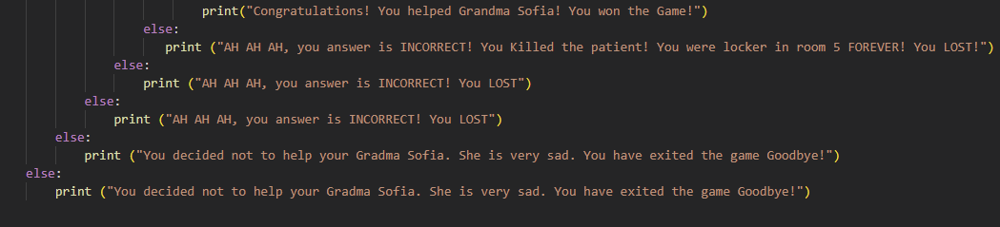 print("Congratulations! You helped Grandma Sofia! You won the Game!")
else:
print ("AH AH AH, you answer is INCORRECT! You Killed the patient! You were locker in room 5 FOREVER! You LOST!")
else:
print ("AH AH AH, you answer is INCORRECT! You LOST")
else:
print ("AH AH AH, you answer is INCORRECT! You LOST")
else:
print ("You decided not to help your Gradma Sofia. She is very sad. You have exited the game Goodbye!")
else:
print ("You decided not to help your Gradma Sofia. She is very sad. You have exited the game Goodbye!")